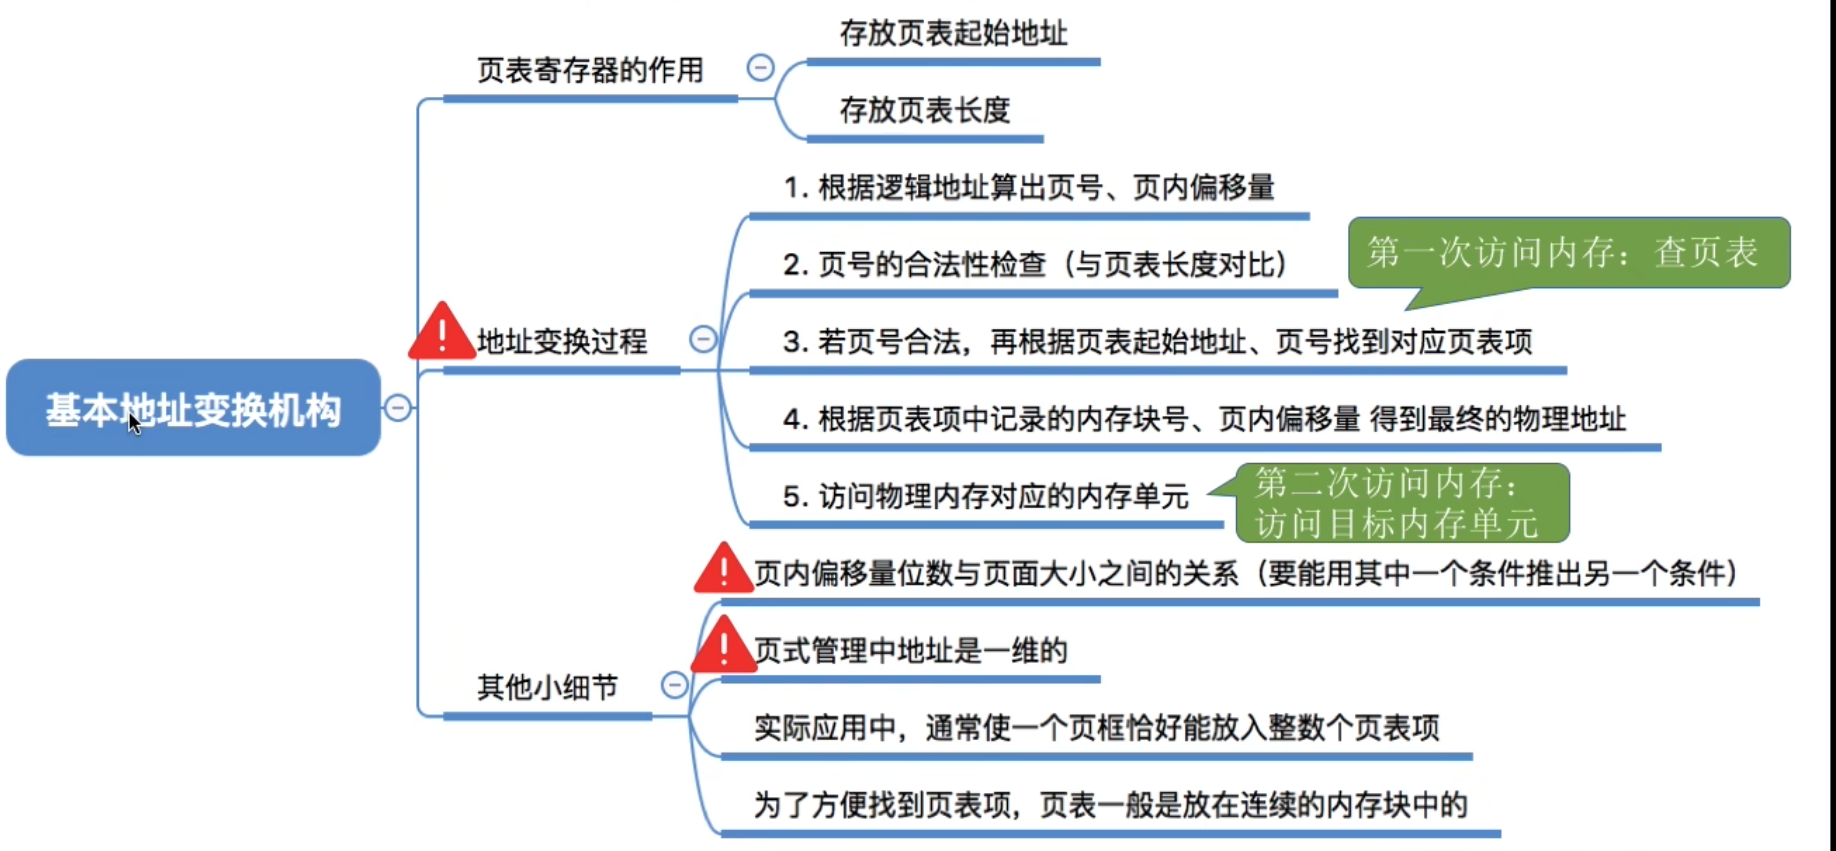 基本地址变换机构
页表寄存器的作用
存放页表起始地址
存放页表长度
地址变换过程
1. 根据逻辑地址算出页号、页内偏移量
2. 页号的合法性检查（与页表长度对比）
第一次访问内存：查页表
3. 若页号合法，再根据页表起始地址、页号找到对应页表项
4. 根据页表项中记录的内存块号、页内偏移量 得到最终的物理地址
5. 访问物理内存对应的内存单元
第二次访问内存：
访问目标内存单元
其他小细节
页内偏移量位数与页面大小之间的关系（要能用其中一个条件推出另一个条件）
页式管理中地址是一维的
实际应用中，通常使一个页框恰好能放入整数个页表项
为了方便找到页表项，页表一般是放在连续的内存块中的